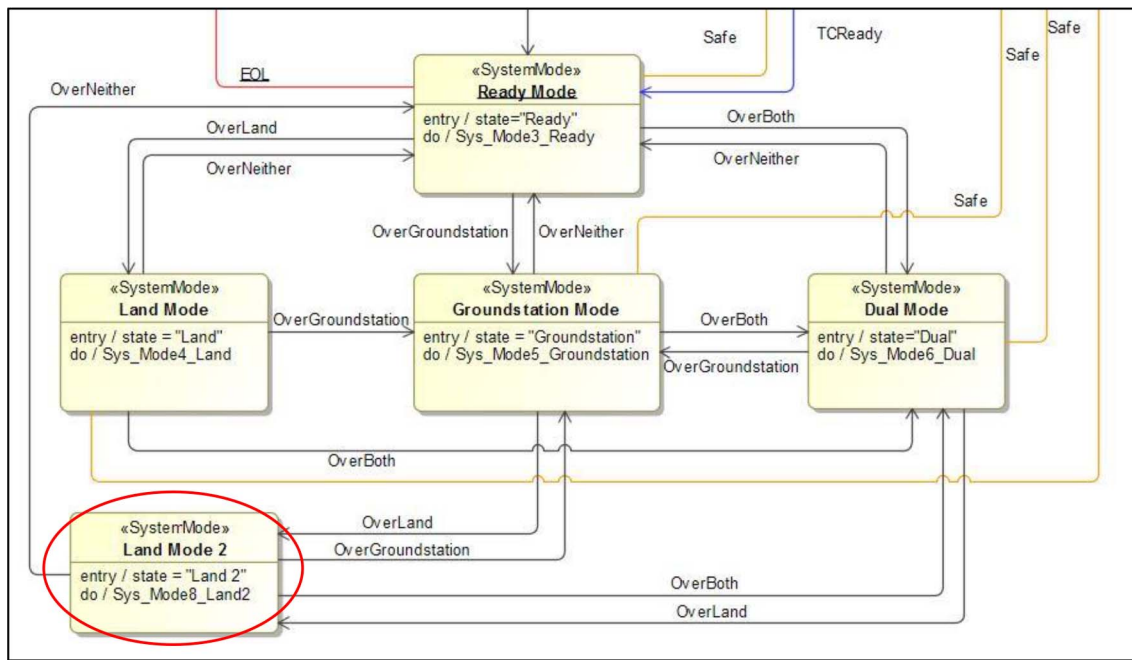 Safe
TCReady
Safe
Safe
EOL
«SystemMode»
Ready Mode
entry / state="Ready"
do / Sys_Mode3_Ready
OverNeither
OverLand
OverNeither
OverBoth
OverNeither
Safe
Safe
OverGroundstation
OverNeither
«SystemMode»
Land Mode
entry / state = "Land"
do / Sys_Mode4_Land
OverGroundstation
«SystemMode»
Groundstation Mode
entry / state = "Groundstation"
do / Sys_Mode5_Groundstation
OverBoth
OverGroundstation
«SystemMode»
Dual Mode
entry / state="Dual"
do / Sys_Mode6_Dual
OverBoth
«SystemMode»
Land Mode 2
entry / state = "Land 2"
do / Sys_Mode8_Land2
OverLand
OverGroundstation
OverBoth
OverLand